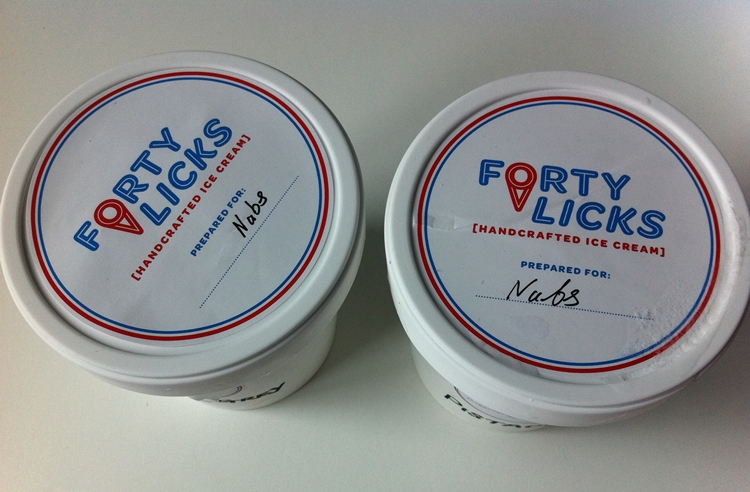 FORTY
LICKS
[HANDCRAFTED ICE CREAM]
PREPARED FOR:
Nabs
FORTY
LICKS
[HANDCRAFTED ICE CREAM]
PREPARED FOR:
Nabs